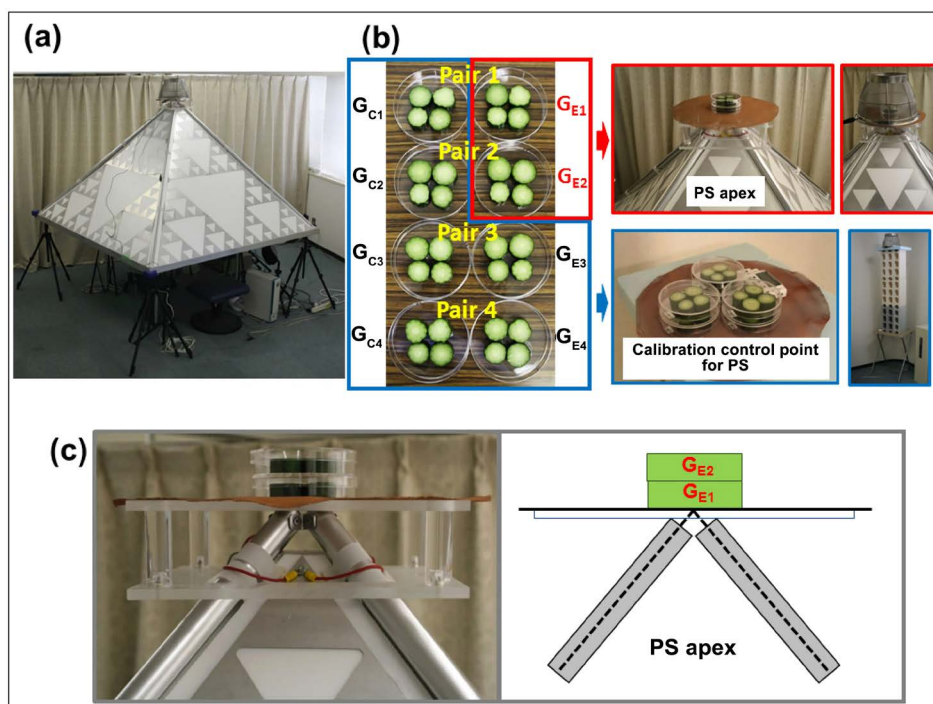 (a)
(b)
Pair 1
G_C1
G_E1
Pair 2
G_C2
G_E2
Pair 3
G_C3
G_E3
Pair 4
G_C4
G_E4
PS apex
Calibration control point
for PS
(c)
G_E2
G_E1
PS apex